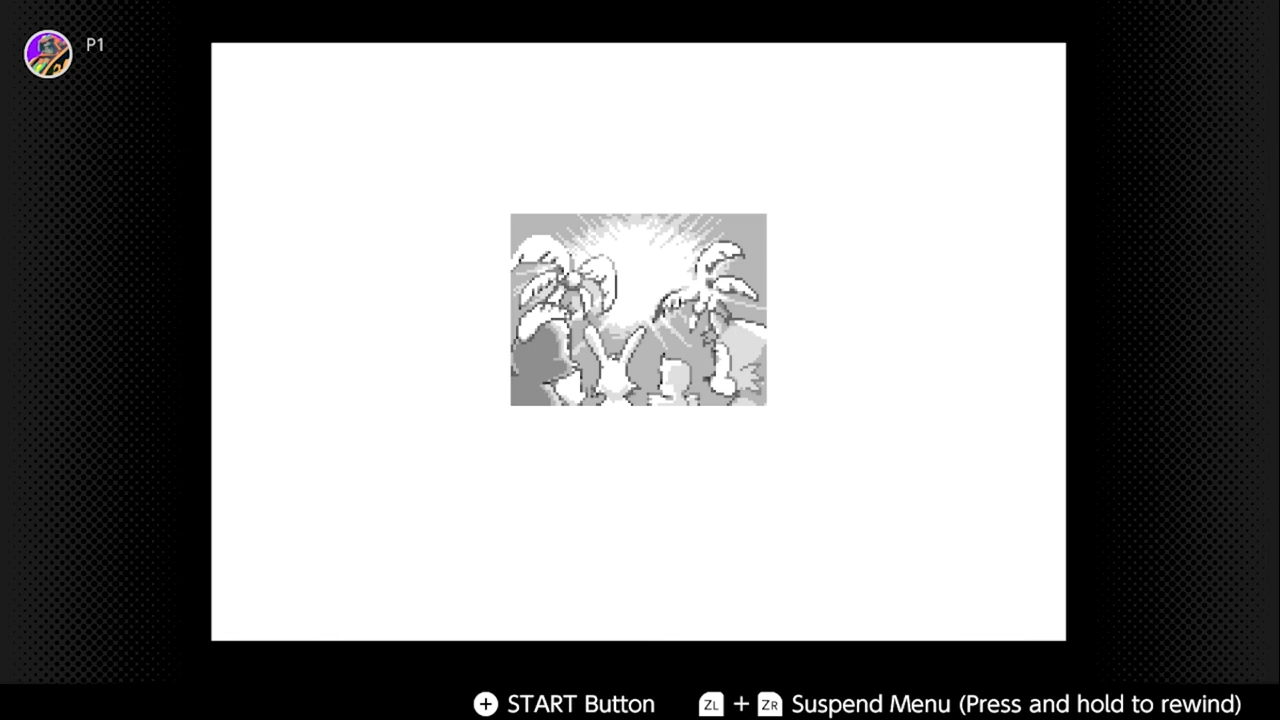 P1
START Button
ZL + ZR Suspend Menu (Press and hold to rewind)